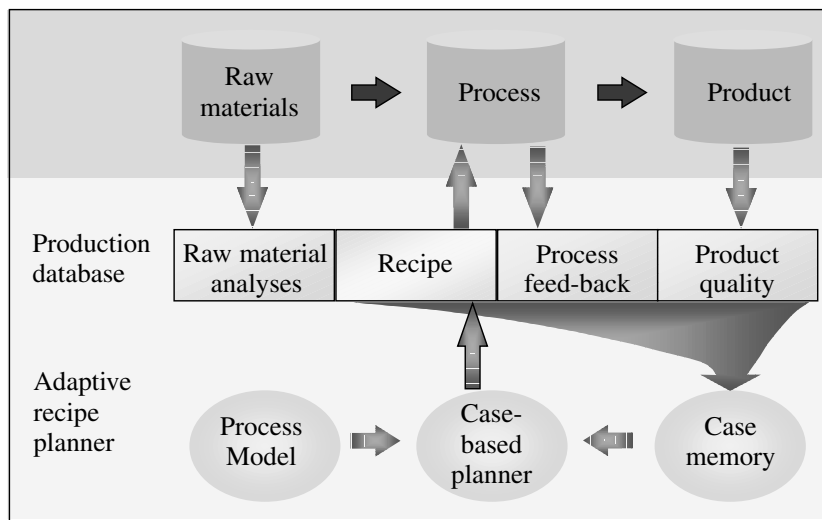 Raw
materials
Process
Product
Production
database
Raw material
analyses
Recipe
Process
feed-back
Product
quality
Adaptive
recipe
planner
Process
Model
Case-
based
planner
Case
memory